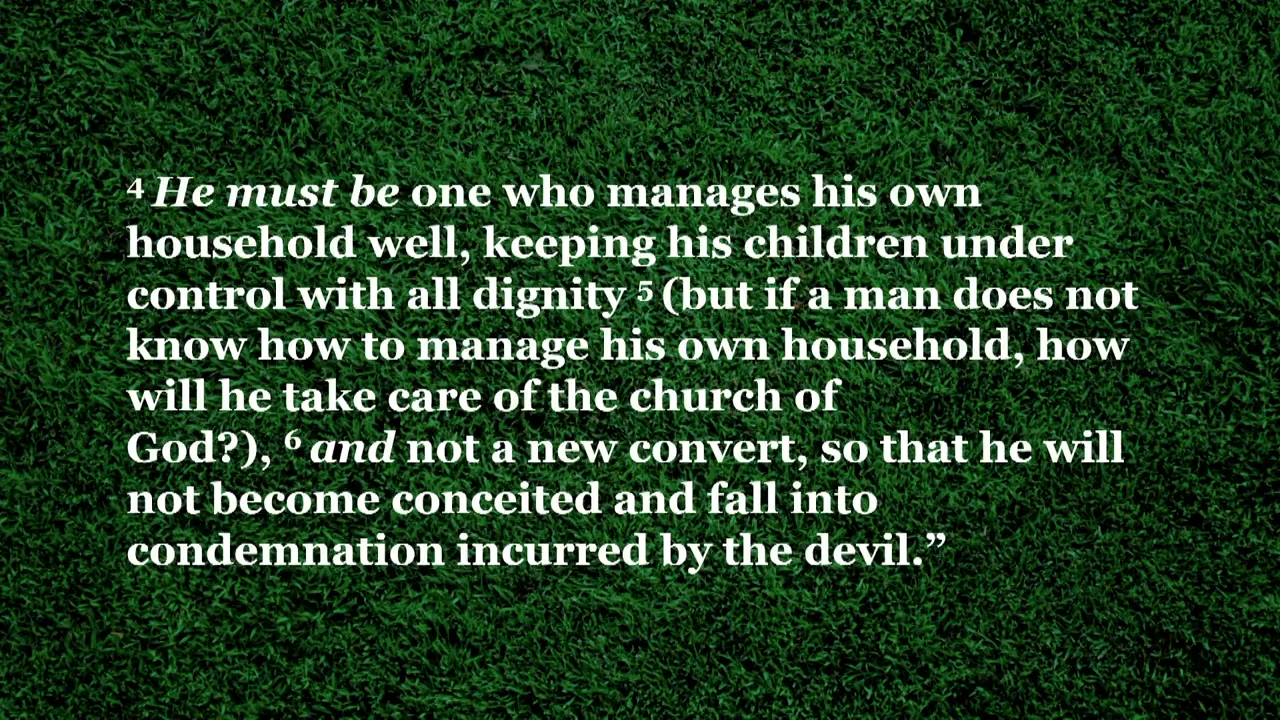 4 He must be one who manages his own
household well, keeping his children under
control with all dignity 5 (but if a man does not
know how to manage his own household, how
will he take care of the church of
God?), 6 and not a new convert, so that he will
not become conceited and fall into
condemnation incurred by the devil.”